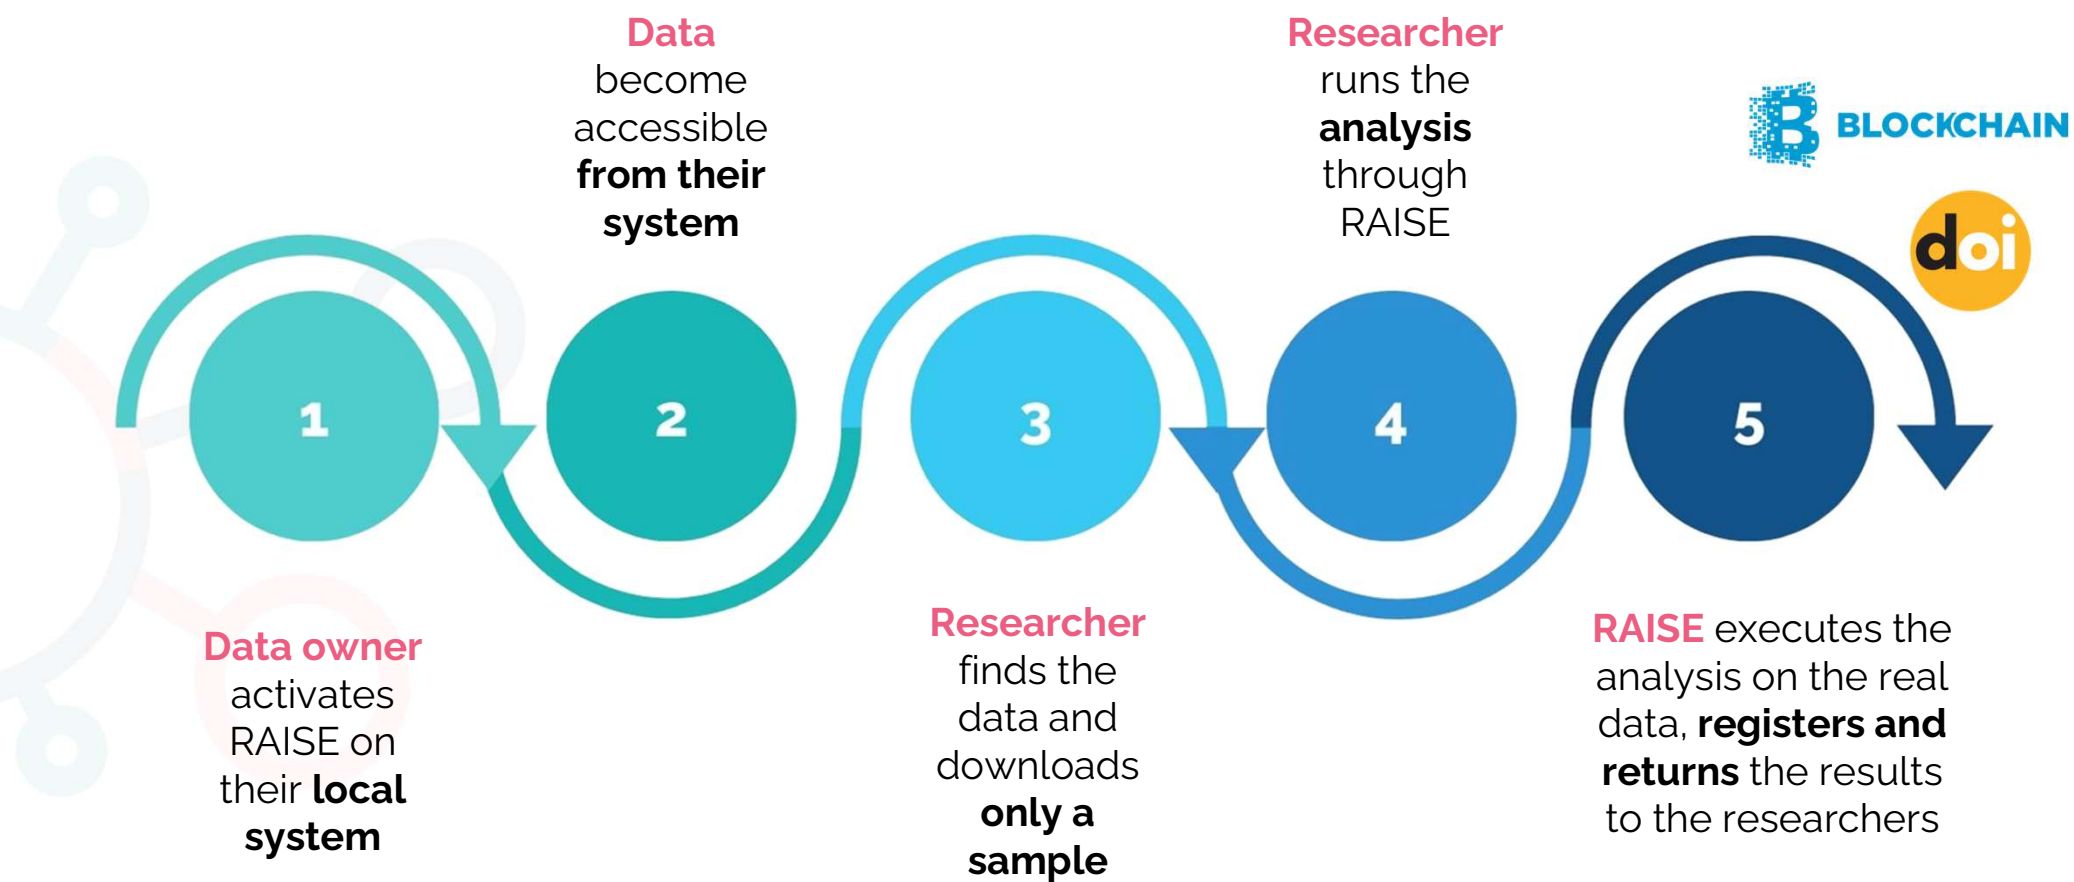 Data
become
accessible
from their
system
Researcher
runs the
analysis
through
RAISE
BLOCKCHAIN
doi
1
2
3
4
5
Data owner
activates
RAISE on
their local
system
Researcher
finds the
data and
downloads
only a
sample
RAISE executes the
analysis on the real
data, registers and
returns the results
to the researchers